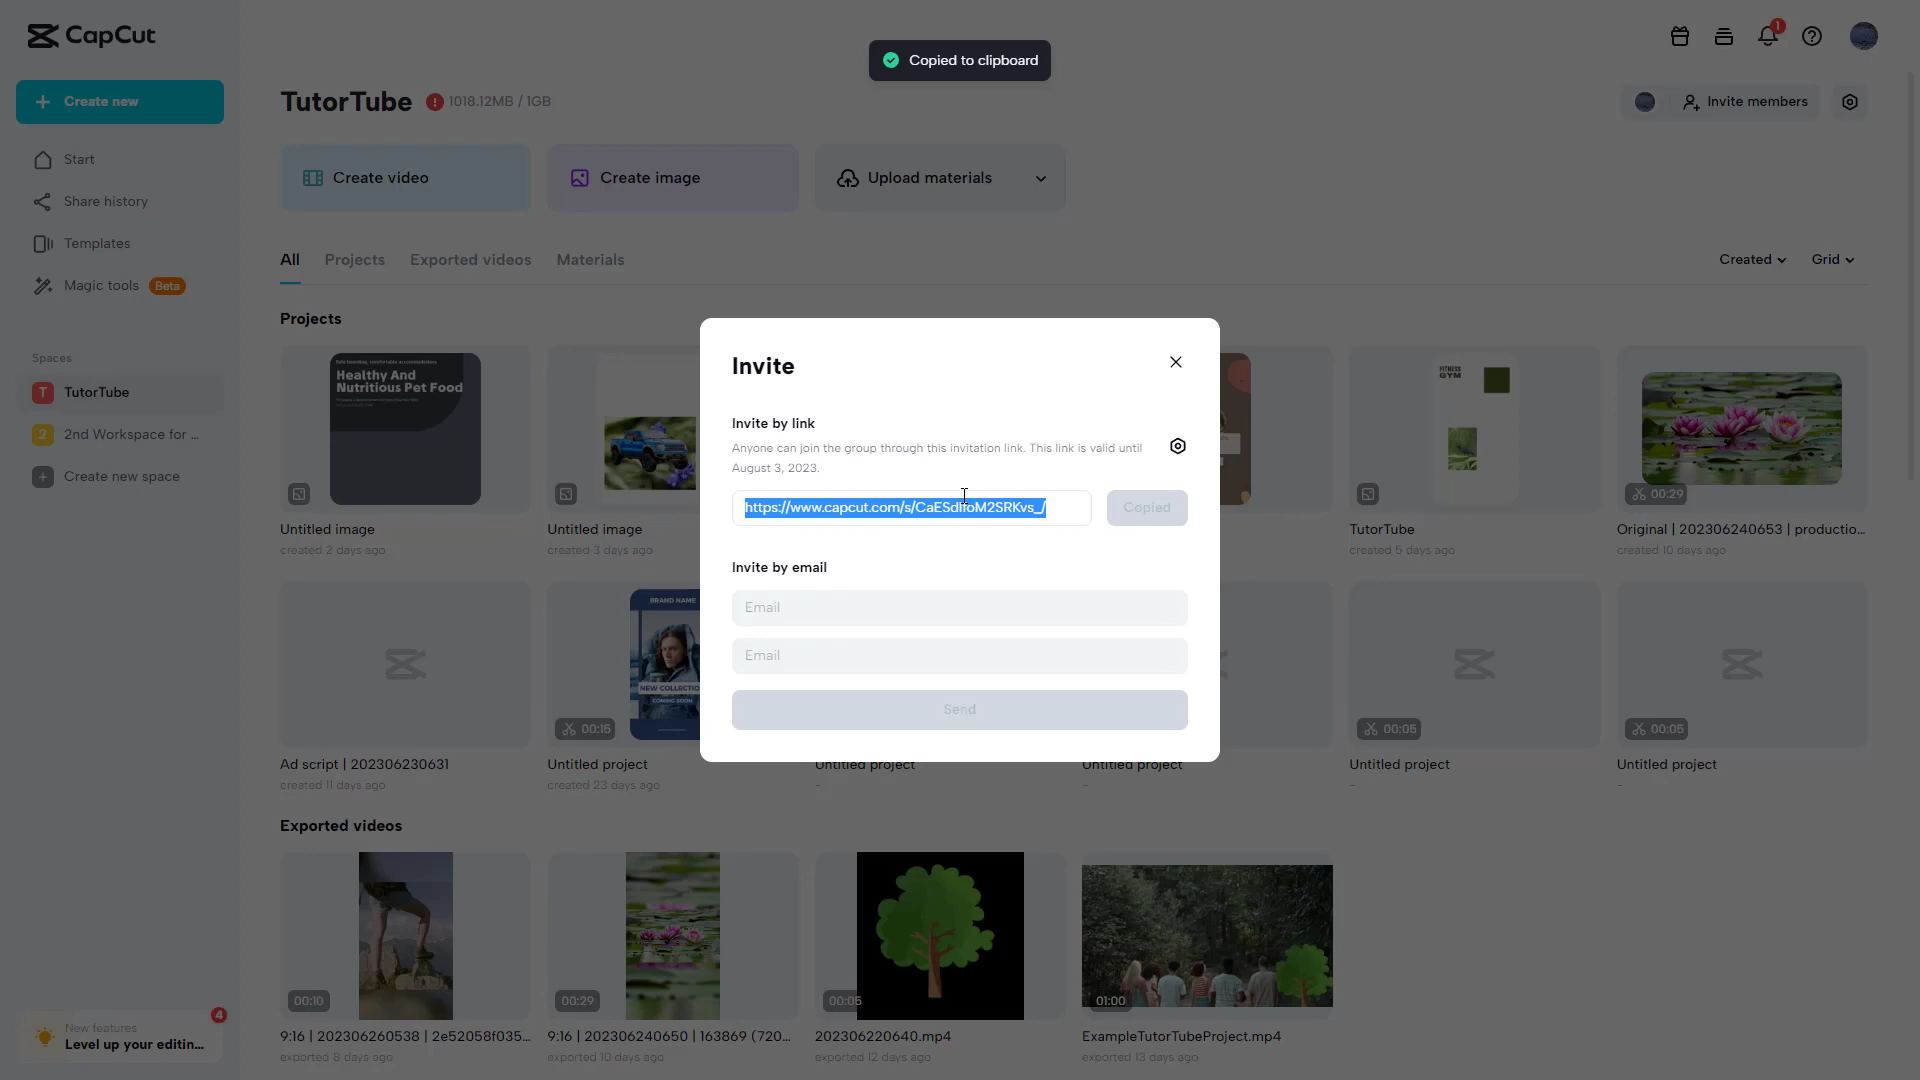 CapCut
Copied to clipboard
1
Create new
TutorTube
1018.12MB / 1GB
Invite members
Start
Share history
Templates
Magic tools Beta
Create video
Create image
Upload materials
All
Projects
Exported videos
Materials
Created
Grid
Spaces
T TutorTube
2 2nd Workspace for ...
+ Create new space
Projects
Healthy And
Nutritious Pet Food
FITNESS
GYM
00:29
Untitled image
created 2 days ago
Untitled image
created 3 days ago
TutorTube
created 5 days ago
Original | 202306240653 | productio...
created 10 days ago
Invite
Invite by link
Anyone can join the group through this invitation link. This link is valid until
August 3, 2023.
Copied
Invite by email
Email
Email
Send
BRAND NAME
NEW COLLECTIO
COMING SOON
00:15
00:05
00:05
Ad script | 202306230631
created 11 days ago
Untitled project
created 23 days ago
Untitled project
-
Untitled project
-
Untitled project
-
Untitled project
-
Exported videos
00:10
00:29
00:05
01:00
9:16 | 202306260538 | 2e52058f035...
exported 8 days ago
9:16 | 202306240650 | 163869 (720...
exported 10 days ago
202306220640.mp4
exported 12 days ago
ExampleTutorTubeProject.mp4
exported 13 days ago
4
New features
Level up your editin...